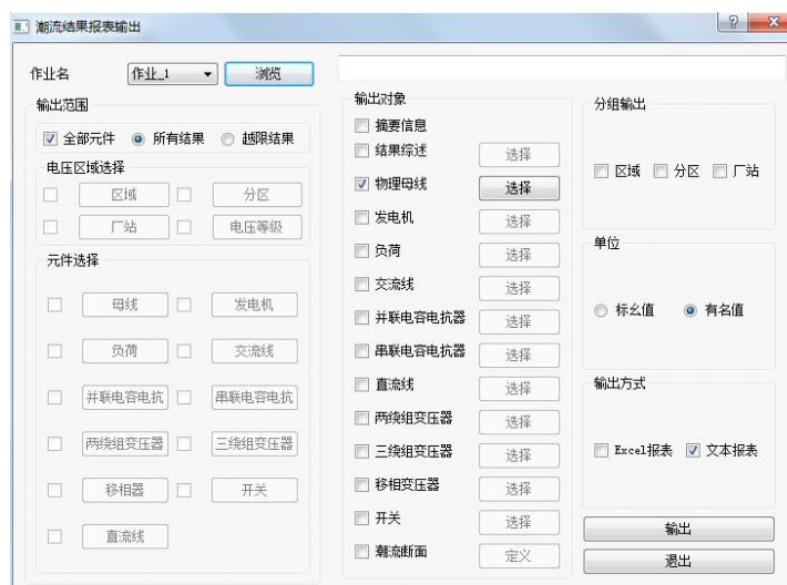 潮流结果报表输出
作业名 作业_1 浏览
输出范围
全部元件 所有结果 越限结果
电压区域选择
区域 分区
厂站 电压等级
元件选择
母线 发电机
负荷 交流线
并联电容电抗 串联电容电抗
两绕组变压器 三绕组变压器
移相器 开关
直流线
输出对象
摘要信息
结果综述 选择
物理母线 选择
发电机 选择
负荷 选择
交流线 选择
并联电容电抗器 选择
串联电容电抗器 选择
直流线 选择
两绕组变压器 选择
三绕组变压器 选择
移相变压器 选择
开关 选择
潮流断面 定义
分组输出
区域 分区 厂站
单位
标幺值 有名值
输出方式
Excel报表 文本报表
输出
退出